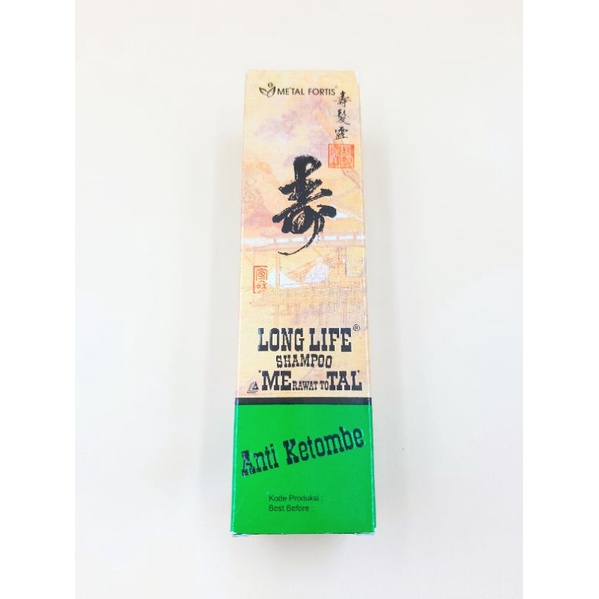 METAL FORTIS®
壽髮靈
壽
LONG LIFE®
SHAMPOO
'MERAWAT TOTAL'
Anti Ketombe
Kode Produksi :
Best Before :